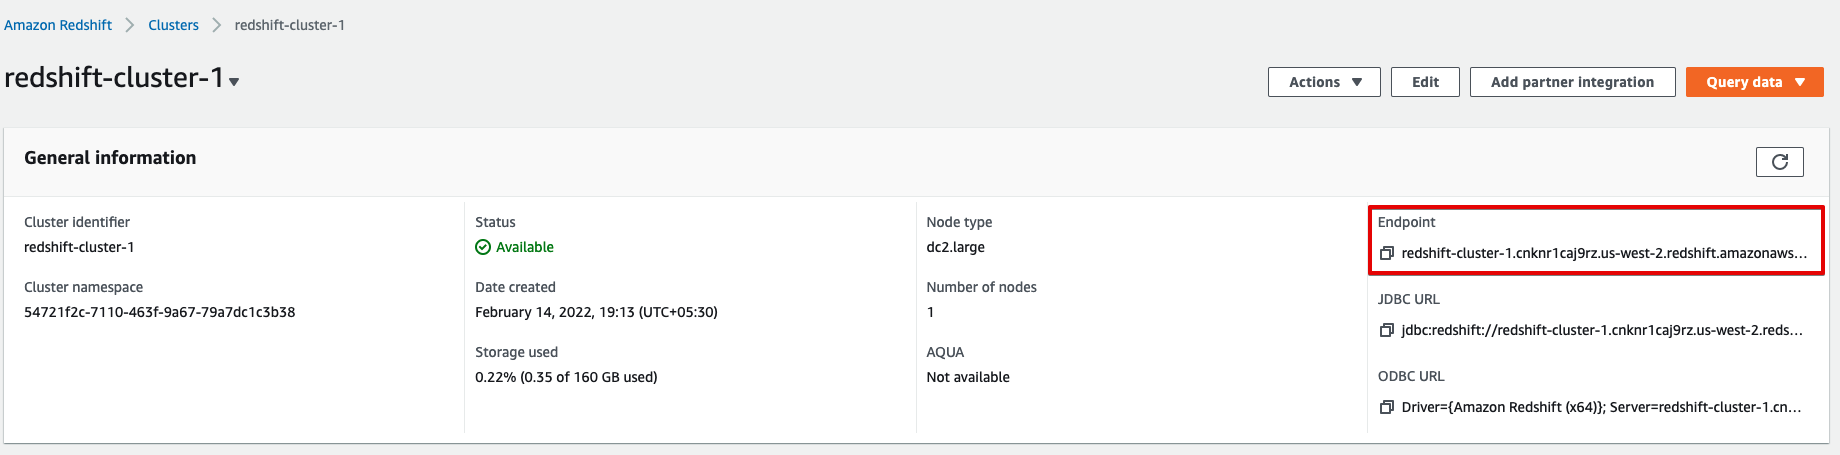 Amazon Redshift > Clusters > redshift-cluster-1
redshift-cluster-1
Actions
Edit
Add partner integration
Query data
General information
Cluster identifier
redshift-cluster-1
Cluster namespace
54721f2c-7110-463f-9a67-79a7dc1c3b38
Status
Available
Date created
February 14, 2022, 19:13 (UTC+05:30)
Storage used
0.22% (0.35 of 160 GB used)
Node type
dc2.large
Number of nodes
1
AQUA
Not available
Endpoint
redshift-cluster-1.cnknr1caj9rz.us-west-2.redshift.amazonaws...
JDBC URL
jdbc:redshift://redshift-cluster-1.cnknr1caj9rz.us-west-2.reds...
ODBC URL
Driver={Amazon Redshift (x64)}; Server=redshift-cluster-1.cn...